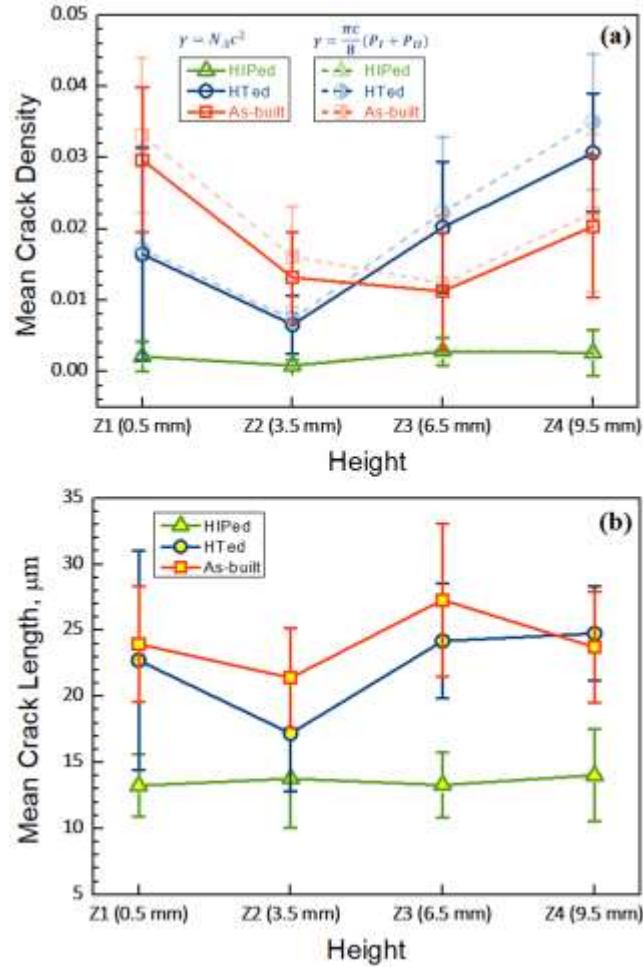 (a)
γ = N_A c²
γ = πc/8 (P_I + P_II)
HIPed
HTed
As-built
HIPed
HTed
As-built
Mean Crack Density
0.05
0.04
0.03
0.02
0.01
0.00
Z1 (0.5 mm) Z2 (3.5 mm) Z3 (6.5 mm) Z4 (9.5 mm)
Height
(b)
HIPed
HTed
As-built
Mean Crack Length, μm
35
30
25
20
15
10
5
Z1 (0.5 mm) Z2 (3.5 mm) Z3 (6.5 mm) Z4 (9.5 mm)
Height